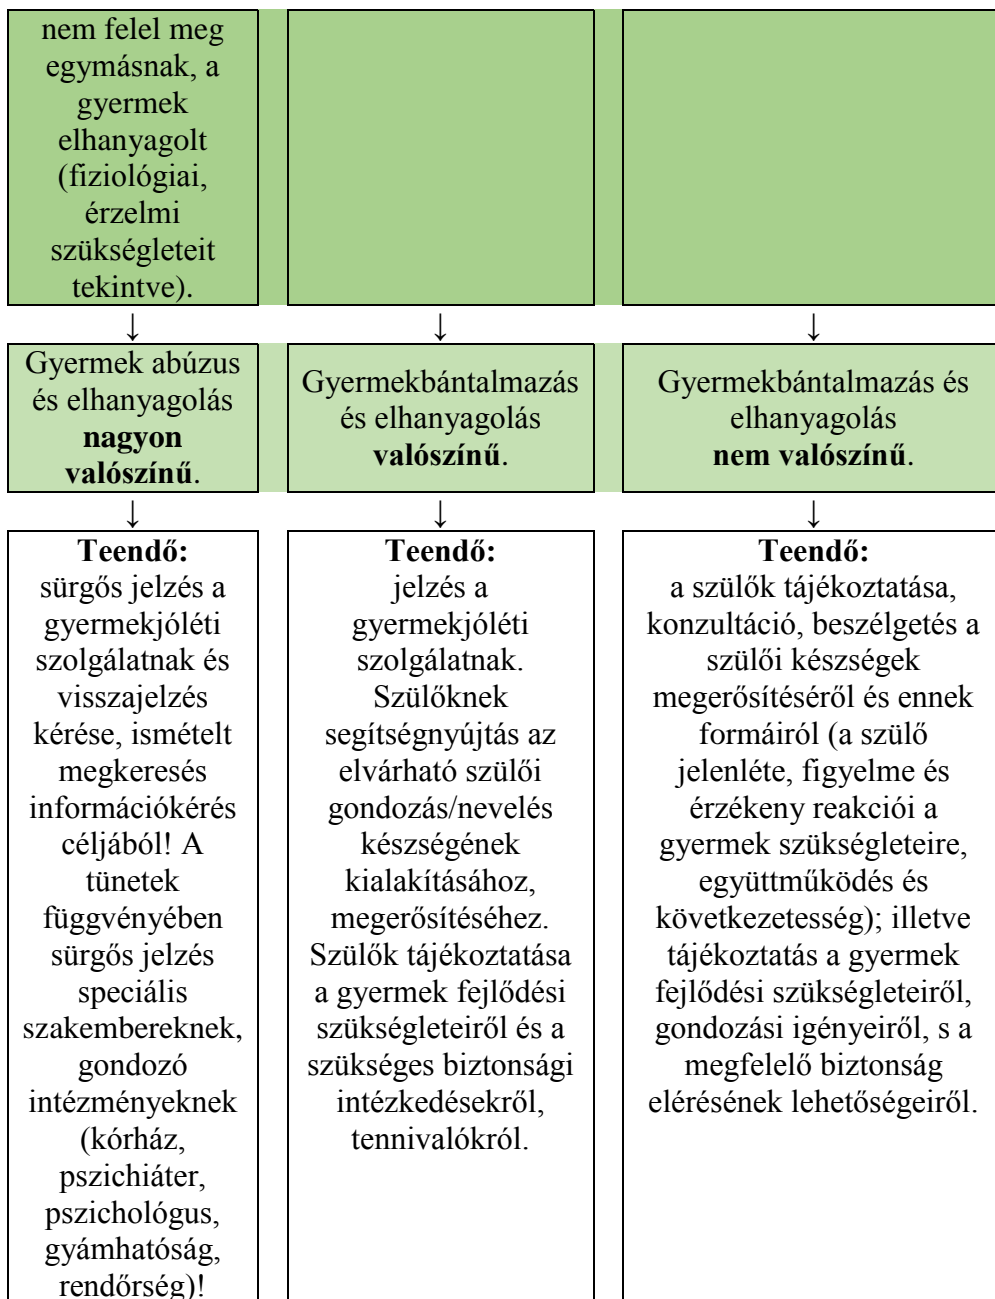 nem felel meg
egymásnak, a
gyermek
elhanyagolt
(fiziológiai,
érzelmi
szükségleteit
tekintve).
↓
↓
↓
Gyermek abúzus
és elhanyagolás
nagyon
valószínű.
Gyermekbántalmazás
és elhanyagolás
valószínű.
Gyermekbántalmazás és
elhanyagolás
nem valószínű.
↓
↓
↓
Teendő:
sürgős jelzés a
gyermekjóléti
szolgálatnak és
visszajelzés
kérése, ismételt
megkeresés
információkérés
céljából! A
tünetek
függvényében
sürgős jelzés
speciális
szakembereknek,
gondozó
intézményeknek
(kórház,
pszichiáter,
pszichológus,
gyámhatóság,
rendőrség)!
Teendő:
jelzés a
gyermekjóléti
szolgálatnak.
Szülőknek
segítségnyújtás az
elvárható szülői
gondozás/nevelés
készségének
kialakításához,
megerősítéséhez.
Szülők tájékoztatása
a gyermek fejlődési
szükségleteiről és a
szükséges biztonsági
intézkedésekről,
tennivalókról.
Teendő:
a szülők tájékoztatása,
konzultáció, beszélgetés a
szülői készségek
megerősítéséről és ennek
formáiról (a szülő
jelenléte, figyelme és
érzékeny reakciói a
gyermek szükségleteire,
együttműködés és
következetesség); illetve
tájékoztatás a gyermek
fejlődési szükségleteiről,
gondozási igényeiről, s a
megfelelő biztonság
elérésének lehetőségeiről.